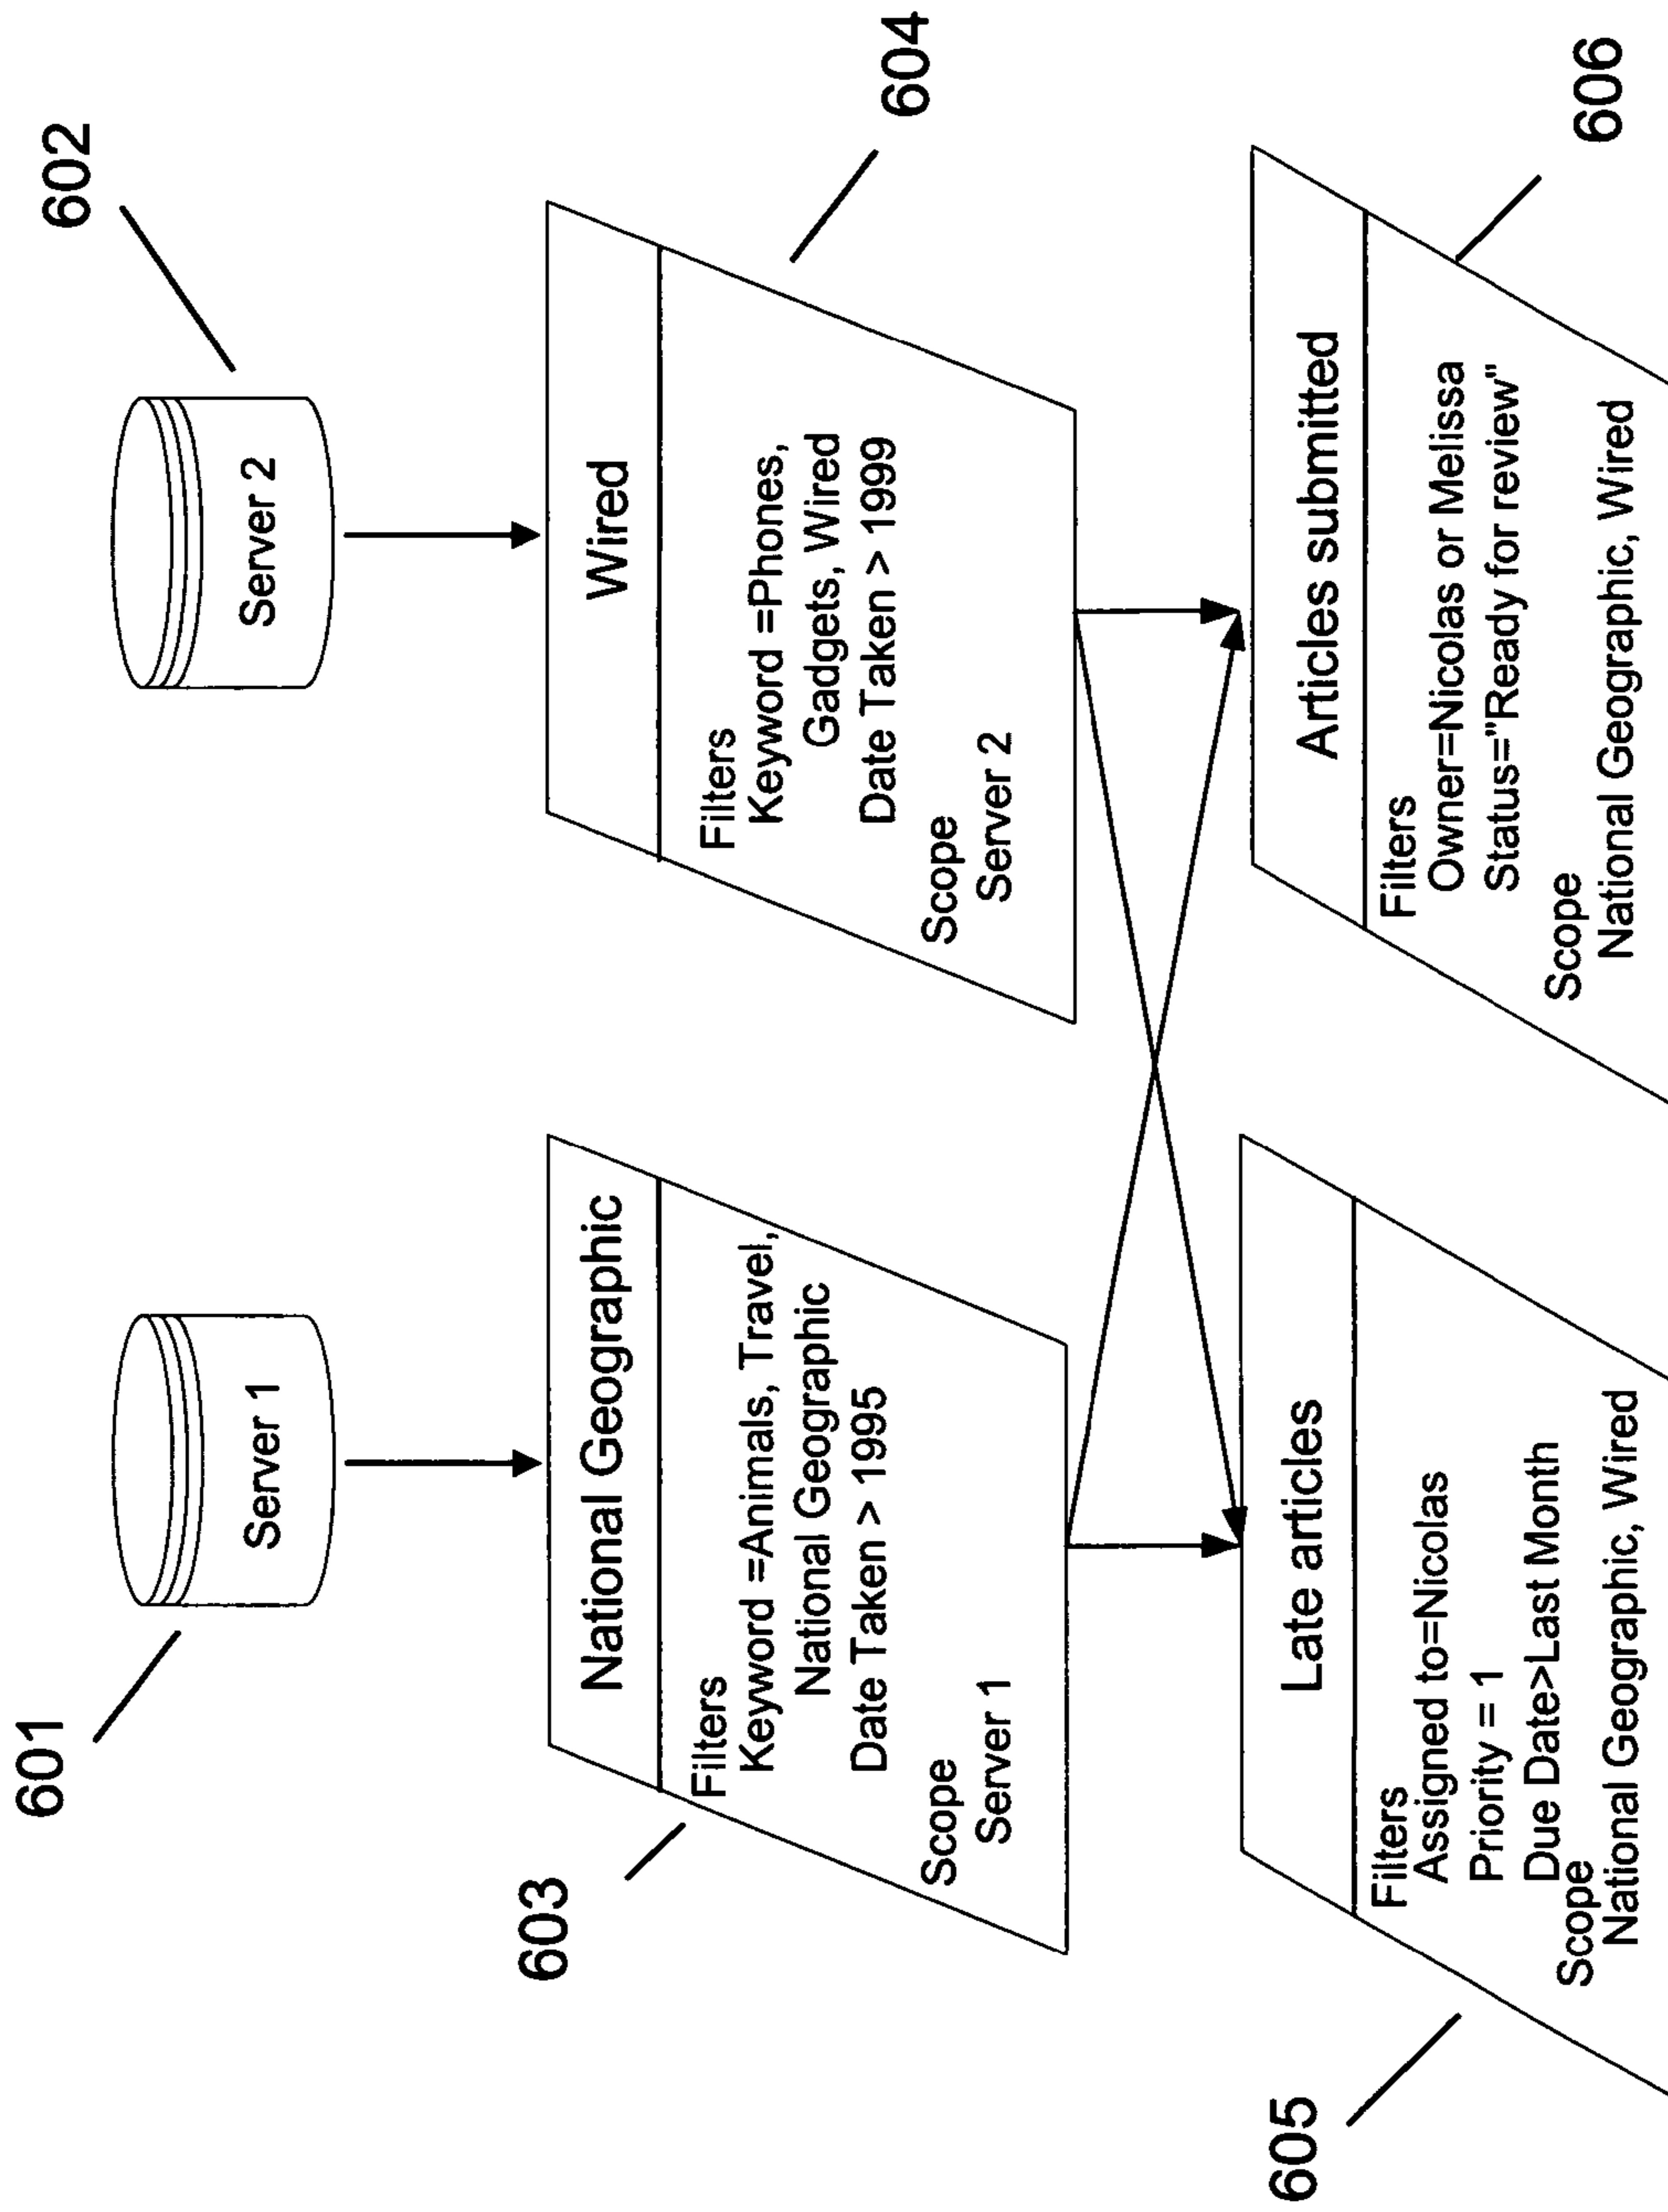 601
602
Server 1
Server 2
603
National Geographic
Filters
Keyword =Animals, Travel,
National Geographic
Date Taken > 1995
Scope
Server 1
604
Wired
Filters
Keyword =Phones,
Gadgets, Wired
Date Taken > 1999
Scope
Server 2
605
Late articles
Filters
Assigned to=Nicolas
Priority = 1
Due Date>Last Month
Scope
National Geographic, Wired
606
Articles submitted
Filters
Owner=Nicolas or Melissa
Status="Ready for review"
Scope
National Geographic, Wired